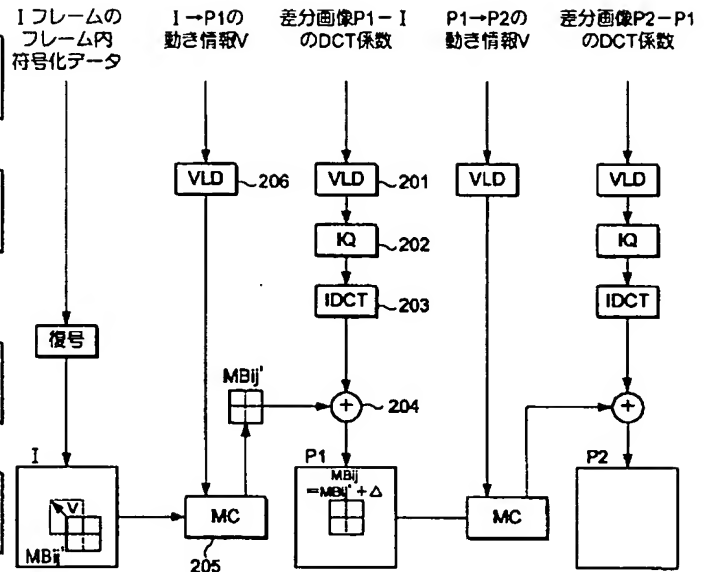 Iフレームの
フレーム内
符号化データ
I→P1の
動き情報V
差分画像P1-I
のDCT係数
P1→P2の
動き情報V
差分画像P2-P1
のDCT係数
VLD
206
VLD
201
VLD
VLD
IQ
202
IQ
IDCT
203
IDCT
復号
MBij'
+
204
+
I
V
MBij'
MC
205
P1
MBij
=MBij'+△
MC
P2